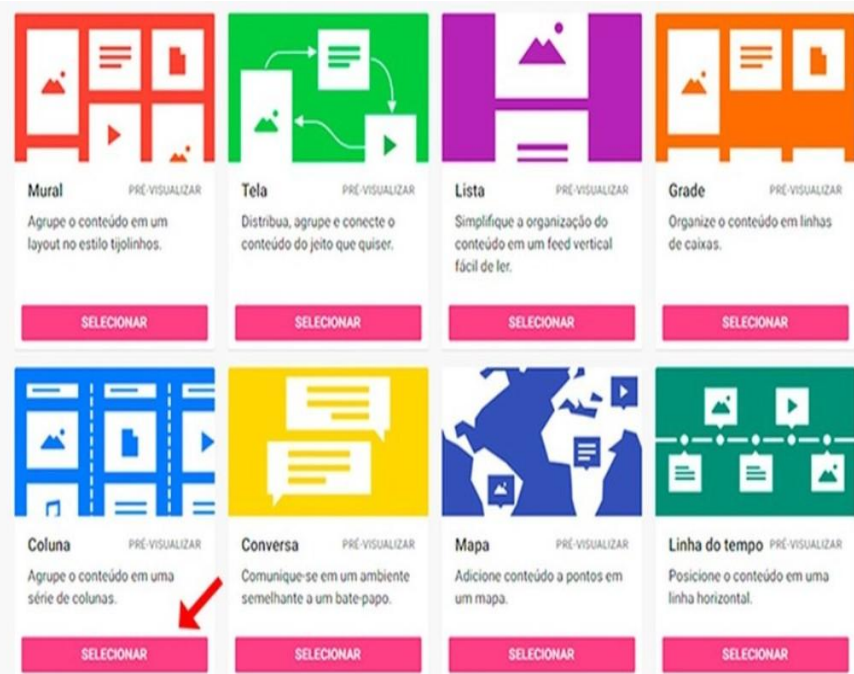 Mural PRÉ-VISUALIZAR
Agrupe o conteúdo em um
layout no estilo tijolinhos.
SELECIONAR
Tela PRÉ-VISUALIZAR
Distribua, agrupe e conecte o
conteúdo do jeito que quiser.
SELECIONAR
Lista PRÉ-VISUALIZAR
Simplifique a organização do
conteúdo em um feed vertical
fácil de ler.
SELECIONAR
Grade PRÉ-VISUALIZAR
Organize o conteúdo em linhas
de caixas.
SELECIONAR
Coluna PRÉ-VISUALIZAR
Agrupe o conteúdo em uma
série de colunas.
SELECIONAR
Conversa PRÉ-VISUALIZAR
Comunique-se em um ambiente
semelhante a um bate-papo.
SELECIONAR
Mapa PRÉ-VISUALIZAR
Adicione conteúdo a pontos em
um mapa.
SELECIONAR
Linha do tempo PRÉ-VISUALIZAR
Posicione o conteúdo em uma
linha horizontal.
SELECIONAR